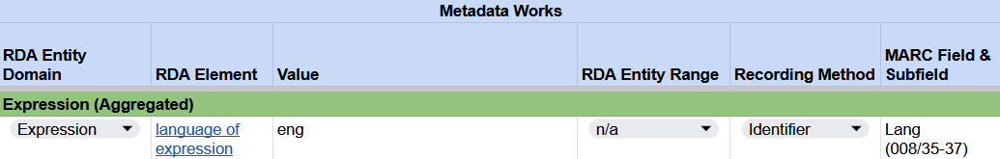 Metadata Works
RDA Entity Domain RDA Element Value RDA Entity Range Recording Method MARC Field & Subfield
Expression (Aggregated)
Expression language of expression eng n/a Identifier Lang (008/35-37)